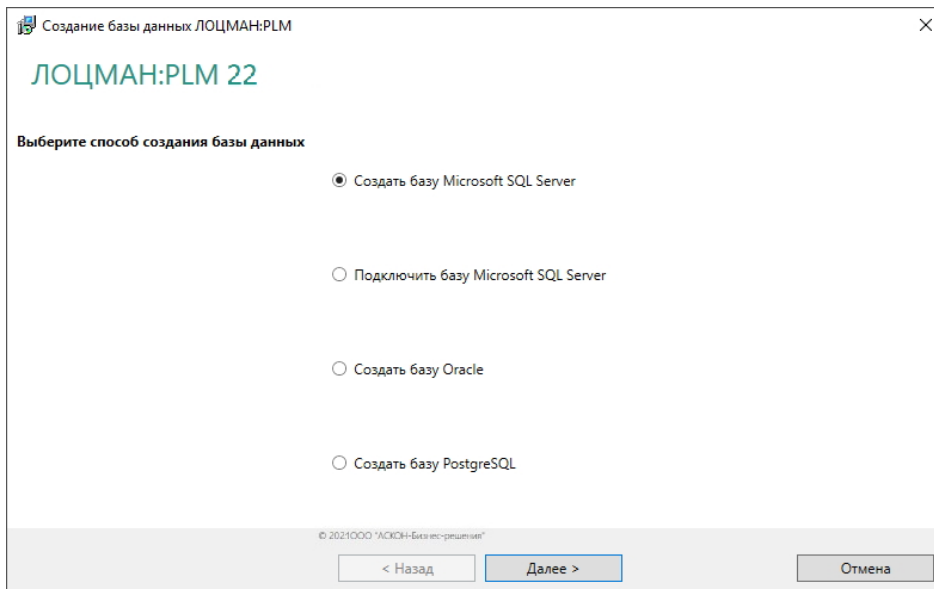 Создание базы данных ЛОЦМАН:PLM
ЛОЦМАН:PLM 22
Выберите способ создания базы данных
Создать базу Microsoft SQL Server
Подключить базу Microsoft SQL Server
Создать базу Oracle
Создать базу PostgreSQL
© 2021ООО "АСКОН-Бизнес-решения"
< Назад
Далее >
Отмена